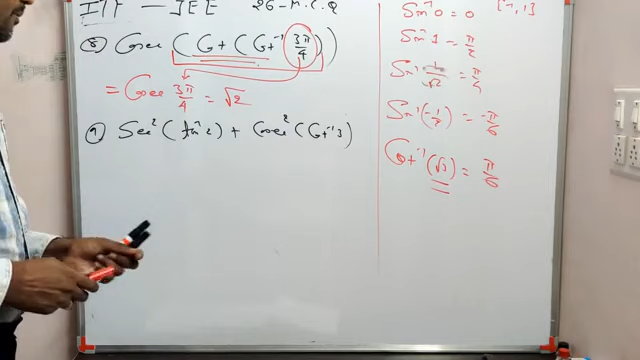 IIT — JEE 26 - M.C.Q
⑧ Cosec (Cot (Cot⁻¹ 3π/4))
= Cosec 3π/4 = √2
⑨ Sec² (tan⁻¹ 2) + Cosec² (Cot⁻¹ 3)
Sin⁻¹ 0 = 0 [-1, 1]
Sin⁻¹ 1 = π/2
Sin⁻¹ 1/√2 = π/4
Sin⁻¹ (-1/2) = -π/6
Cot⁻¹ (√3) = π/6